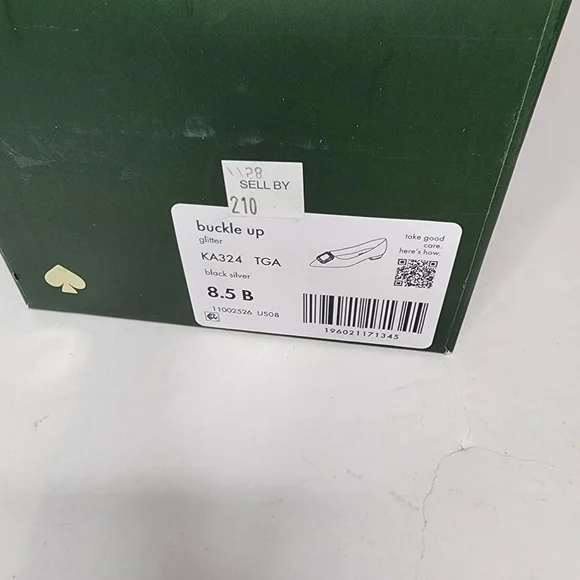 1128
SELL BY
210
buckle up
glitter
KA324 TGA
black silver
8.5 B
11002526 US08
take good
care.
here's how.
196021171345